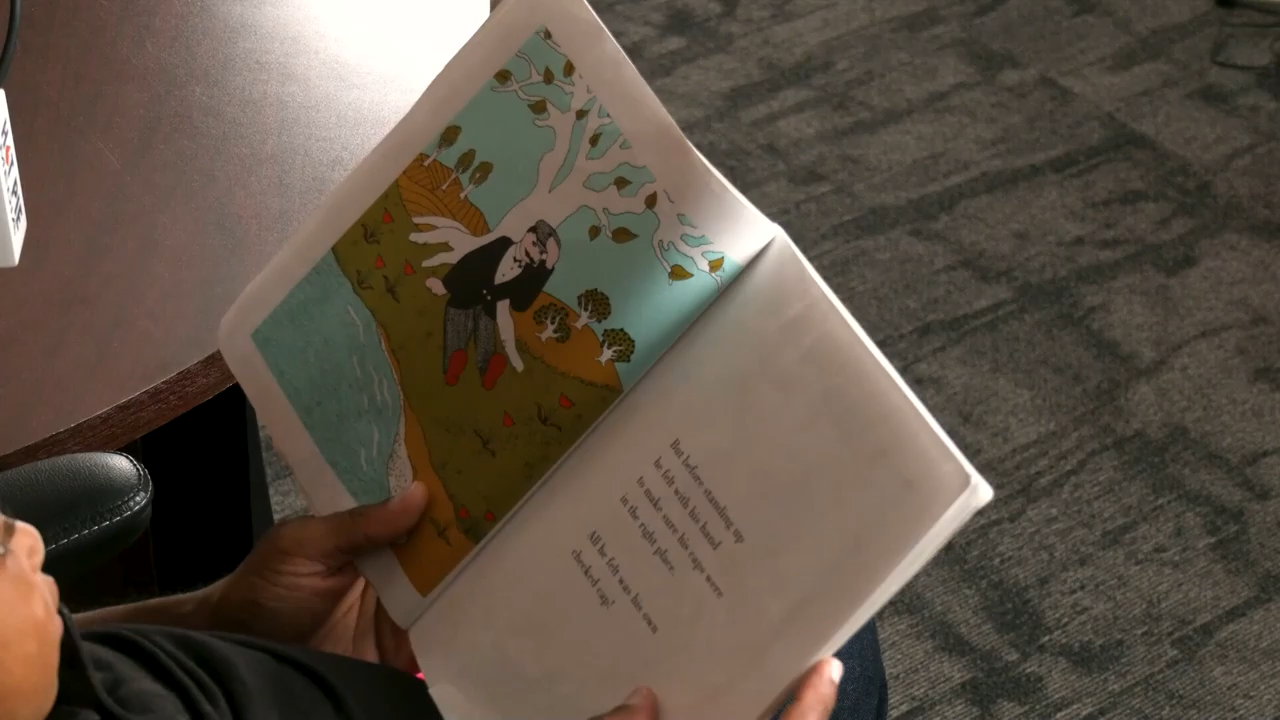 But before standing up
he felt with his hand
to make sure his caps were
in the right place.
All he felt was his own
checked cap!